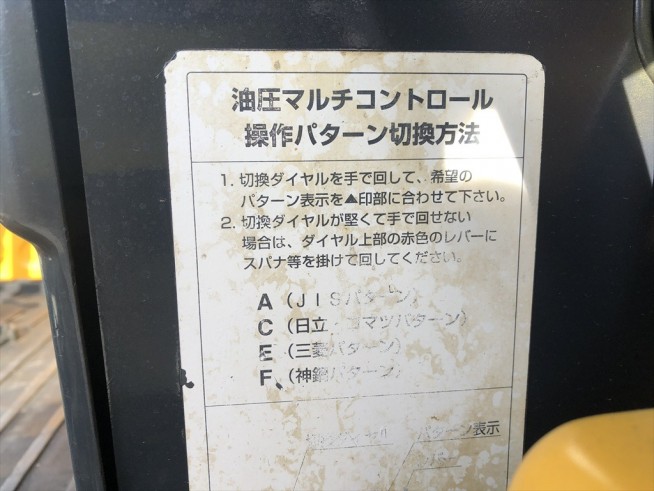 油圧マルチコントロール
操作パターン切換方法
1. 切換ダイヤルを手で回して、希望の
パターン表示を▲印部に合わせて下さい。
2. 切換ダイヤルが堅くて手で回せない
場合は、ダイヤル上部の赤色のレバーに
スパナ等を掛けて回してください。
A (JISパターン)
C (日立・コマツパターン)
E (三菱パターン)
F (神鋼パターン)
パターン表示